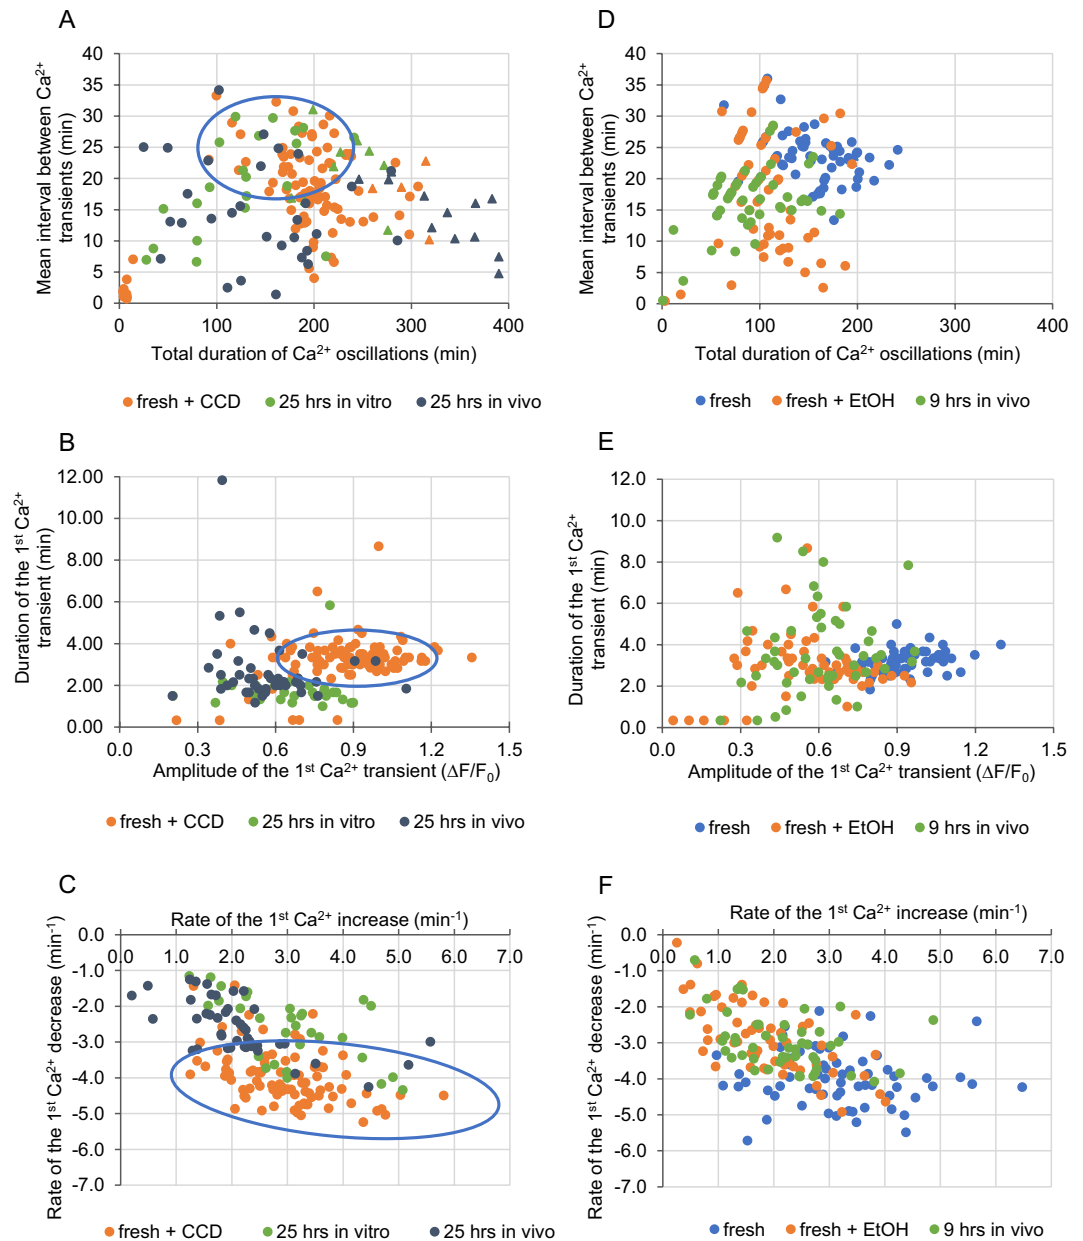 A
Mean interval between Ca²⁺
transients (min)
40
35
30
25
20
15
10
5
0
0 100 200 300 400
Total duration of Ca²⁺ oscillations (min)
fresh + CCD 25 hrs in vitro 25 hrs in vivo
D
Mean interval between Ca²⁺
transients (min)
40
35
30
25
20
15
10
5
0
0 100 200 300 400
Total duration of Ca²⁺ oscillations (min)
fresh fresh + EtOH 9 hrs in vivo
B
Duration of the 1ˢᵗ Ca²⁺
transient (min)
12.00
10.00
8.00
6.00
4.00
2.00
0.00
0.0 0.3 0.6 0.9 1.2 1.5
Amplitude of the 1ˢᵗ Ca²⁺ transient (ΔF/F₀)
fresh + CCD 25 hrs in vitro 25 hrs in vivo
E
Duration of the 1ˢᵗ Ca²⁺
transient (min)
12.0
10.0
8.0
6.0
4.0
2.0
0.0
0.0 0.3 0.6 0.9 1.2 1.5
Amplitude of the 1ˢᵗ Ca²⁺ transient (ΔF/F₀)
fresh fresh + EtOH 9 hrs in vivo
C
Rate of the 1ˢᵗ Ca²⁺ increase (min⁻¹)
Rate of the 1ˢᵗ Ca²⁺ decrease (min⁻¹)
0.0
-1.0
-2.0
-3.0
-4.0
-5.0
-6.0
-7.0
0.0 1.0 2.0 3.0 4.0 5.0 6.0 7.0
fresh + CCD 25 hrs in vitro 25 hrs in vivo
F
Rate of the 1ˢᵗ Ca²⁺ increase (min⁻¹)
Rate of the 1ˢᵗ Ca²⁺ decrease (min⁻¹)
0.0
-1.0
-2.0
-3.0
-4.0
-5.0
-6.0
-7.0
0.0 1.0 2.0 3.0 4.0 5.0 6.0 7.0
fresh fresh + EtOH 9 hrs in vivo